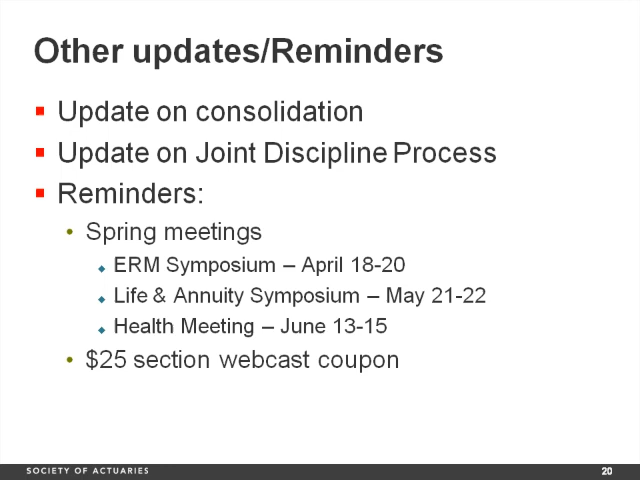 Other updates/Reminders
Update on consolidation
Update on Joint Discipline Process
Reminders:
Spring meetings
ERM Symposium – April 18-20
Life & Annuity Symposium – May 21-22
Health Meeting – June 13-15
$25 section webcast coupon
SOCIETY OF ACTUARIES
20